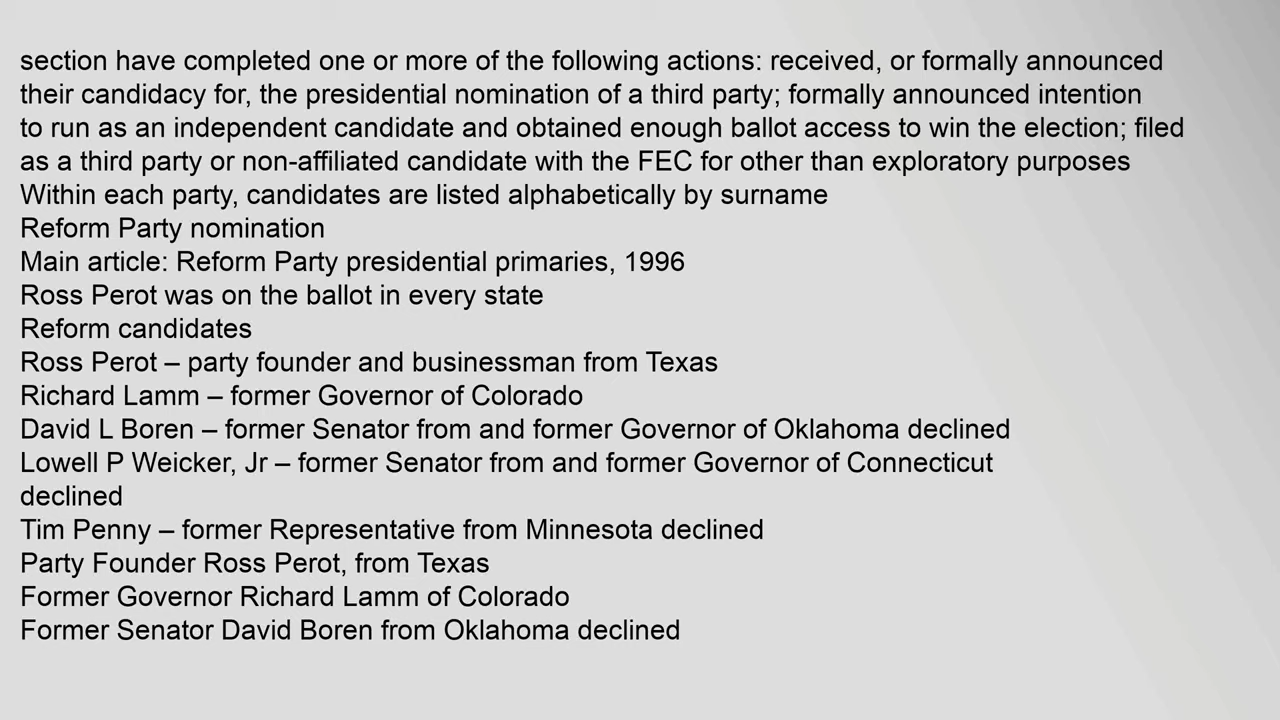 section have completed one or more of the following actions: received, or formally announced
their candidacy for, the presidential nomination of a third party; formally announced intention
to run as an independent candidate and obtained enough ballot access to win the election; filed
as a third party or non-affiliated candidate with the FEC for other than exploratory purposes
Within each party, candidates are listed alphabetically by surname
Reform Party nomination
Main article: Reform Party presidential primaries, 1996
Ross Perot was on the ballot in every state
Reform candidates
Ross Perot – party founder and businessman from Texas
Richard Lamm – former Governor of Colorado
David L Boren – former Senator from and former Governor of Oklahoma declined
Lowell P Weicker, Jr – former Senator from and former Governor of Connecticut
declined
Tim Penny – former Representative from Minnesota declined
Party Founder Ross Perot, from Texas
Former Governor Richard Lamm of Colorado
Former Senator David Boren from Oklahoma declined